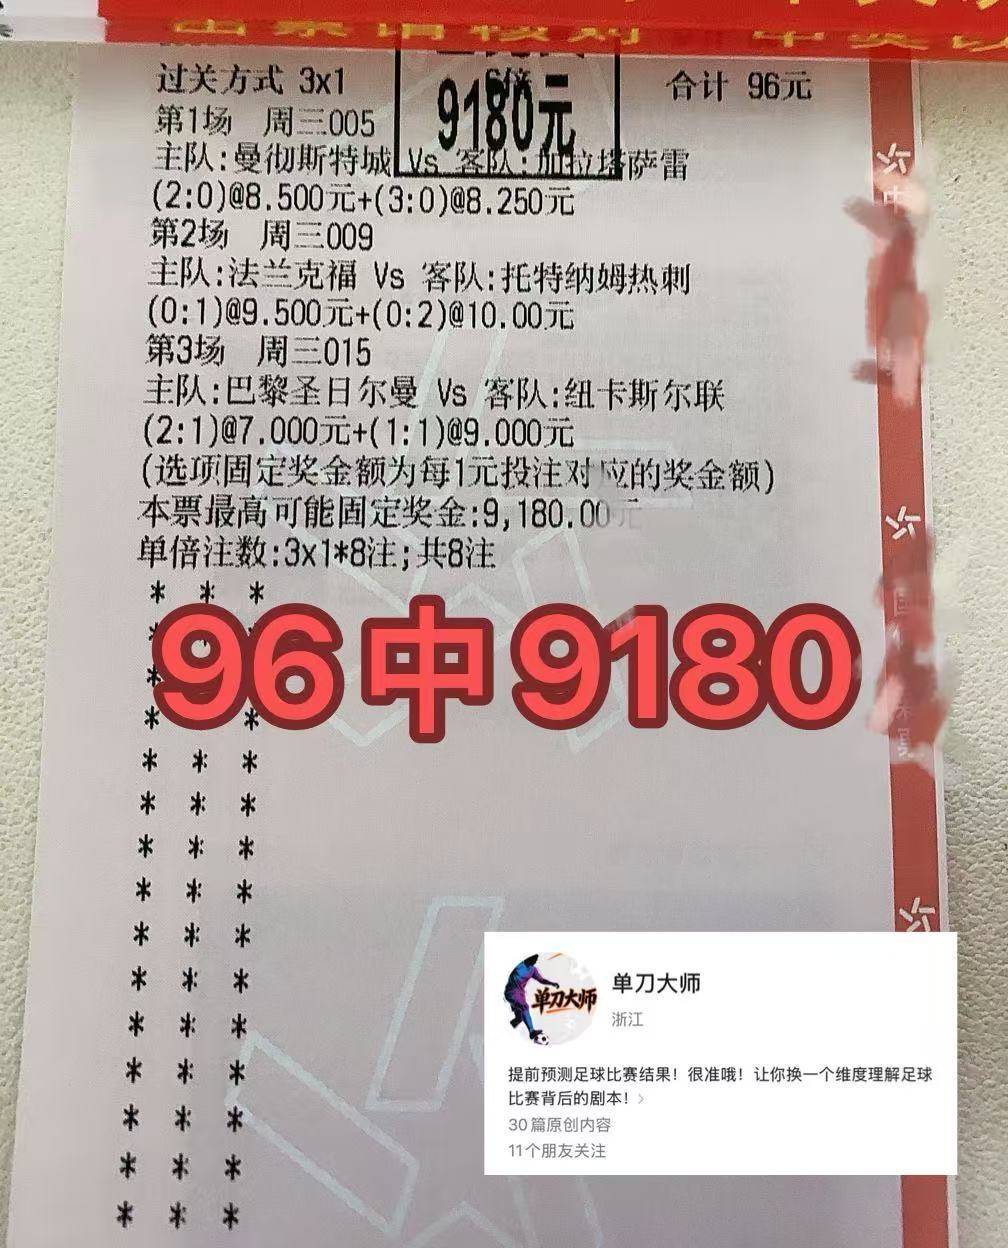 出票请核对
过关方式 3x1
6倍
合计 96元
9180元
第1场 周三005
主队:曼彻斯特城 Vs 客队:加拉塔萨雷
(2:0)@8.500元+(3:0)@8.250元
第2场 周三009
主队:法兰克福 Vs 客队:托特纳姆热刺
(0:1)@9.500元+(0:2)@10.00元
第3场 周三015
主队:巴黎圣日尔曼 Vs 客队:纽卡斯尔联
(2:1)@7.000元+(1:1)@9.000元
(选项固定奖金额为每1元投注对应的奖金额)
本票最高可能固定奖金:9,180.00元
单倍注数:3x1*8注;共8注
* * *
96中9180
* * *
* * *
* * *
* * *
* * *
* * *
* * *
* * *
* * *
* * *
* * *
单刀大师
单刀大师
浙江
提前预测足球比赛结果！很准哦！让你换一个维度理解足球
比赛背后的剧本！
30篇原创内容
11个朋友关注
中